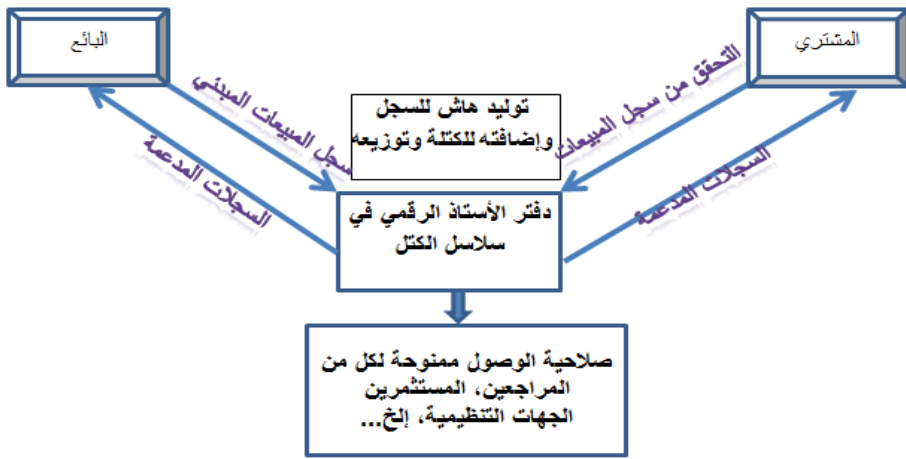 المشتري
البائع
التحقق من سجل المبيعات
سجل المبيعات المبدئي
توليد هاش للسجل
وإضافته للكتلة وتوزيعه
السجلات المدعمة
السجلات المدعمة
دفتر الأستاذ الرقمي في
سلاسل الكتل
صلاحية الوصول ممنوحة لكل من
المراجعين، المستثمرين
الجهات التنظيمية، إلخ...